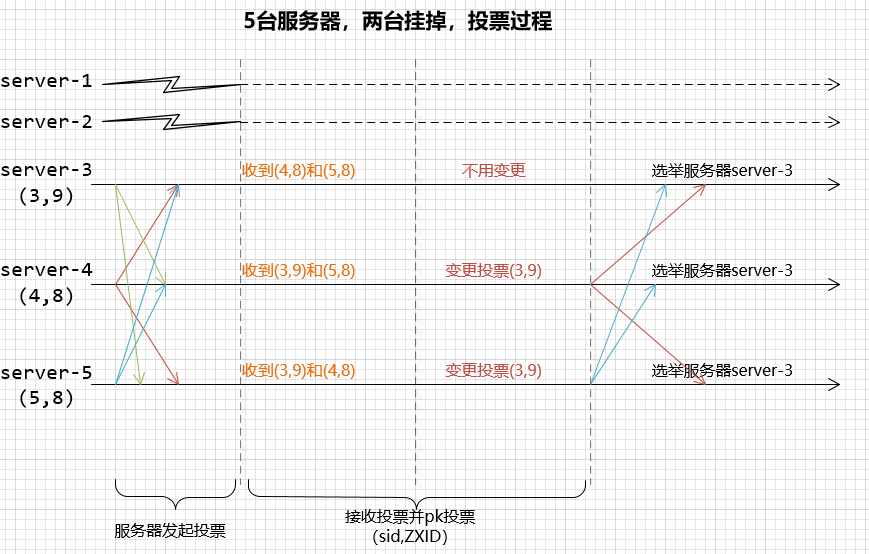 5台服务器，两台挂掉，投票过程
server-1
server-2
server-3
(3,9)
收到(4,8)和(5,8)
不用变更
选举服务器server-3
server-4
(4,8)
收到(3,9)和(5,8)
变更投票(3,9)
选举服务器server-3
server-5
(5,8)
收到(3,9)和(4,8)
变更投票(3,9)
选举服务器server-3
服务器发起投票
接收投票并pk投票
（sid,ZXID）